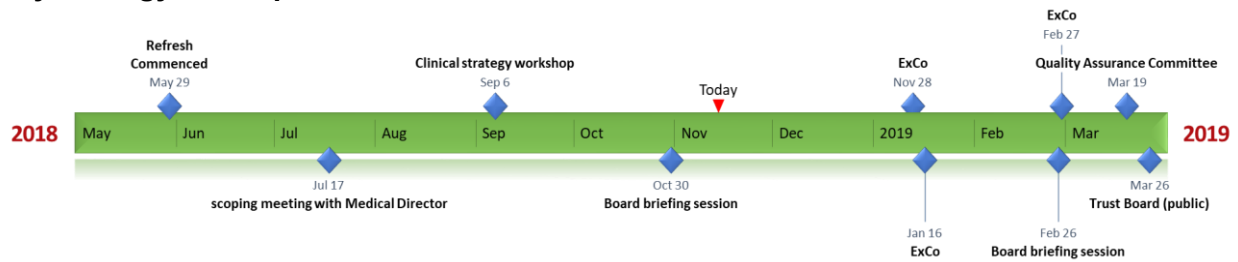 ExCo
Feb 27
Refresh
Commenced
May 29
Clinical strategy workshop
Sep 6
Today
ExCo
Nov 28
Quality Assurance Committee
Mar 19
2018
May
Jun
Jul
Aug
Sep
Oct
Nov
Dec
2019
Feb
Mar
2019
Jul 17
scoping meeting with Medical Director
Oct 30
Board briefing session
Jan 16
ExCo
Feb 26
Board briefing session
Mar 26
Trust Board (public)